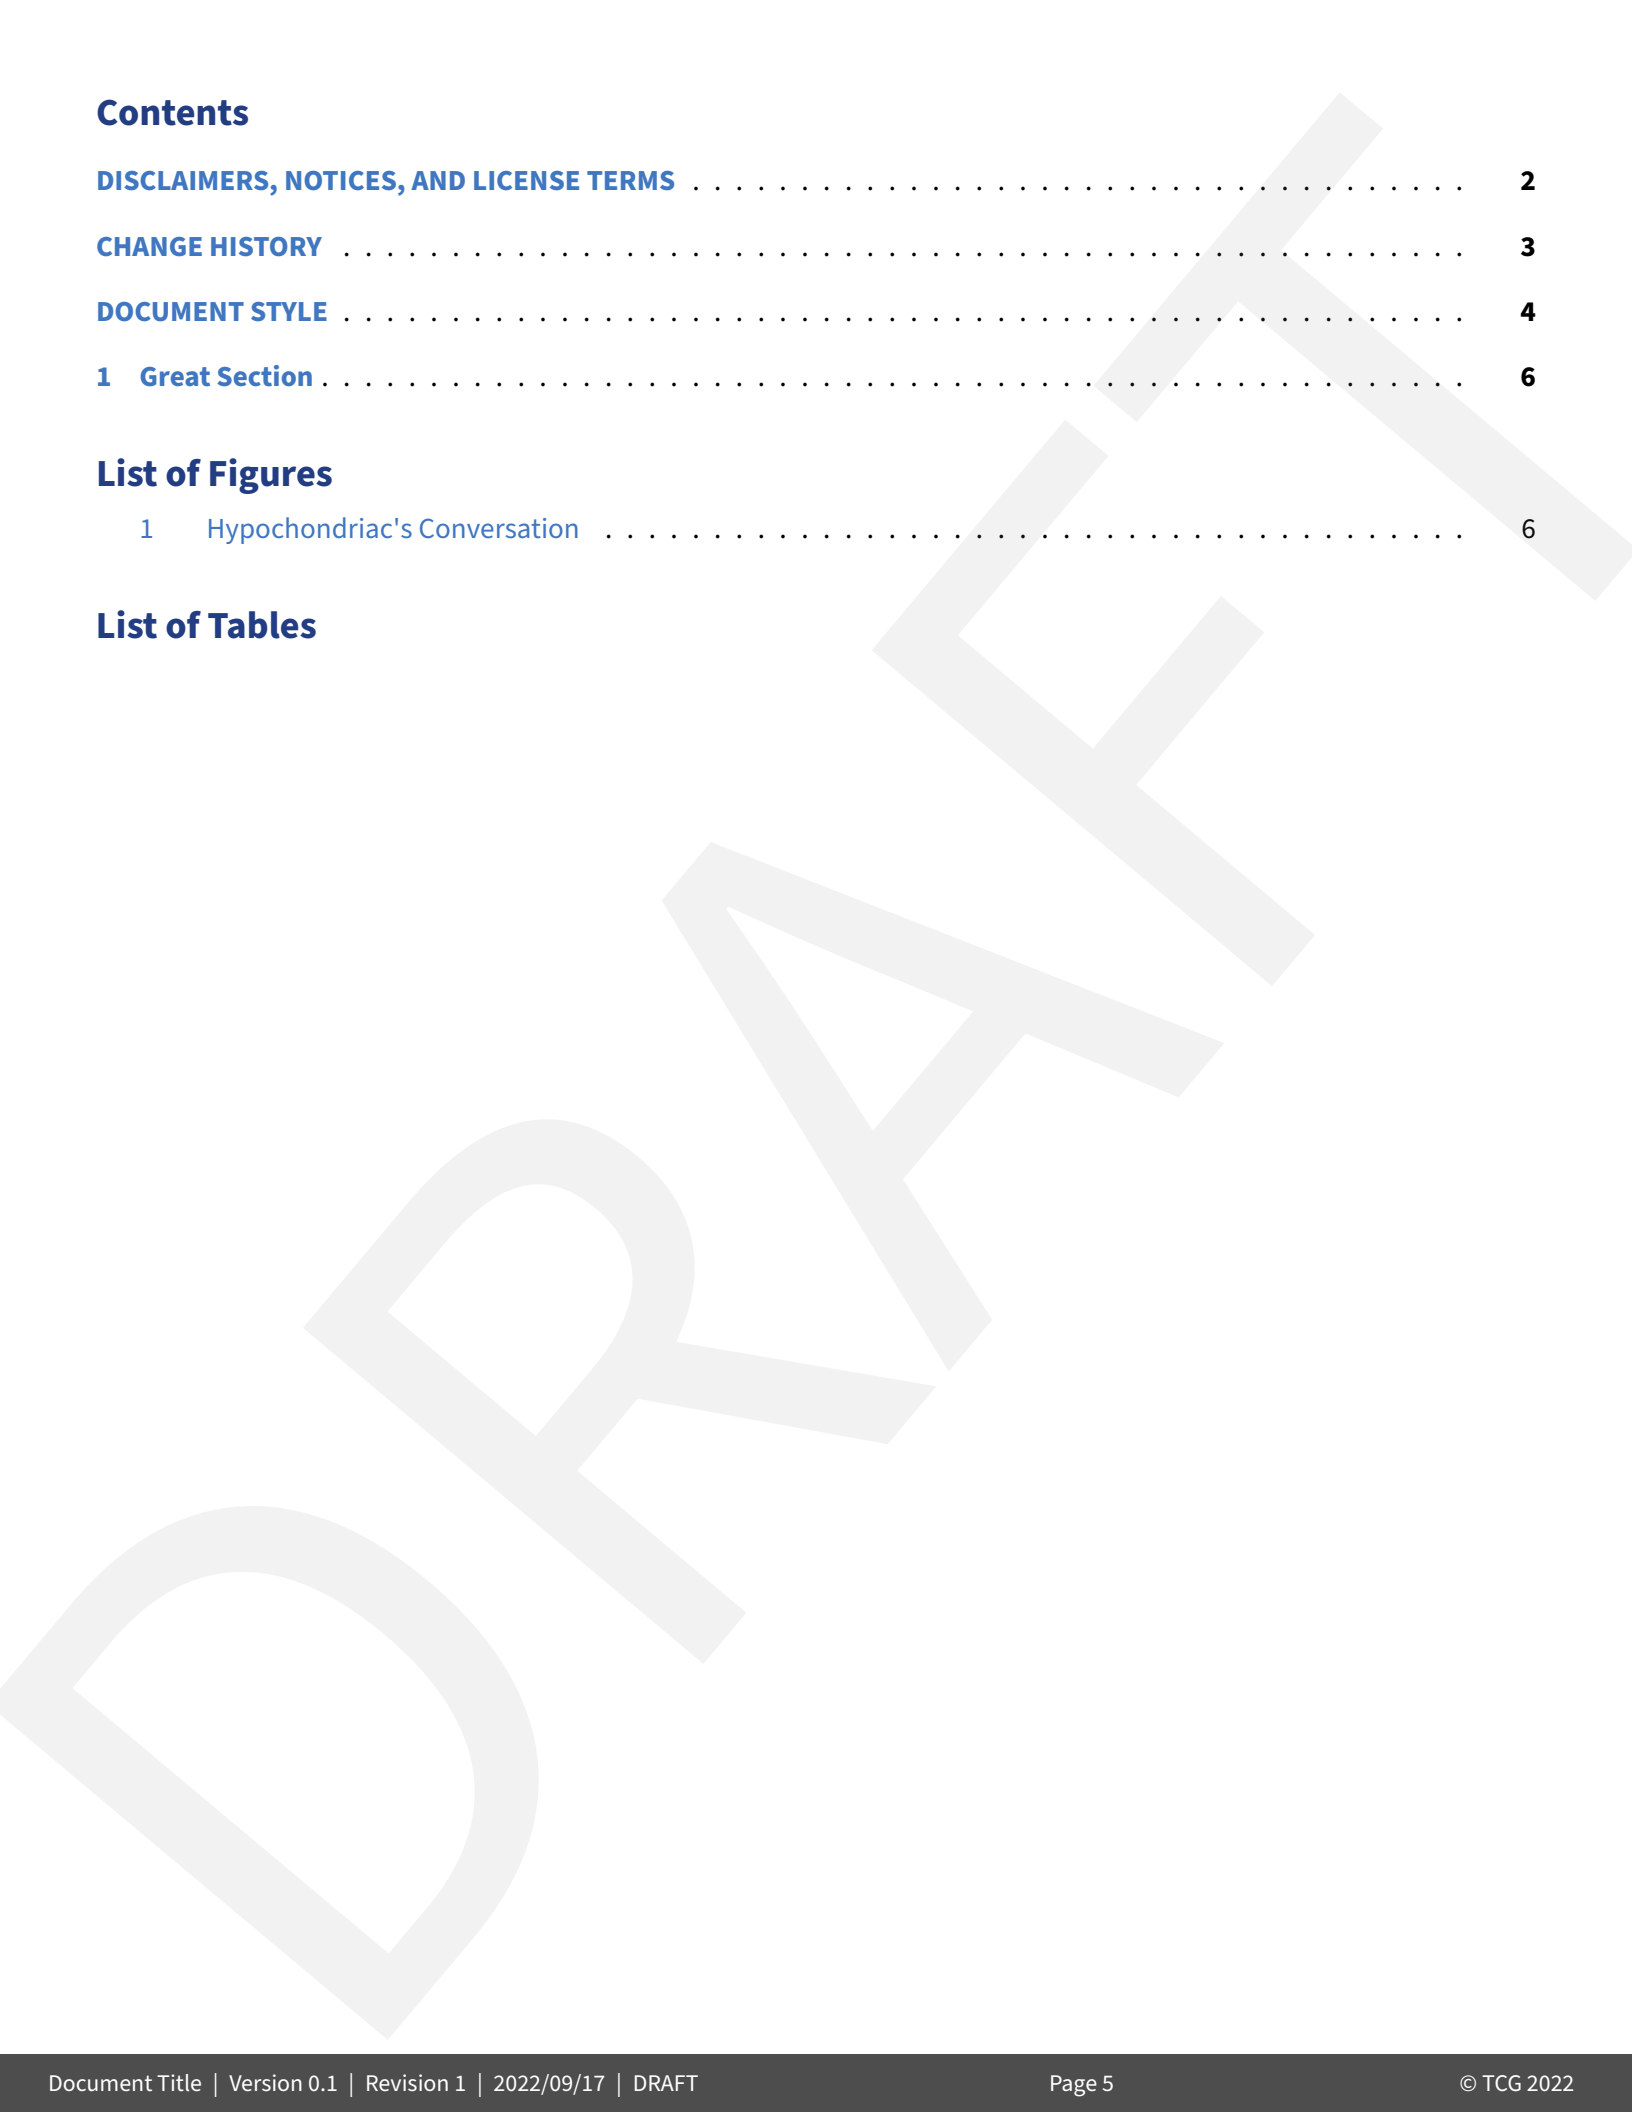 Contents
DISCLAIMERS, NOTICES, AND LICENSE TERMS . . . . . . . . . . . . . . . . . . . . . . . . . . . . . . . . . . . . 2
CHANGE HISTORY . . . . . . . . . . . . . . . . . . . . . . . . . . . . . . . . . . . . . . . . . . . . . . . . . . . . 3
DOCUMENT STYLE . . . . . . . . . . . . . . . . . . . . . . . . . . . . . . . . . . . . . . . . . . . . . . . . . . . . 4
1 Great Section . . . . . . . . . . . . . . . . . . . . . . . . . . . . . . . . . . . . . . . . . . . . . . . . . . . . . 6
List of Figures
1 Hypochondriac's Conversation . . . . . . . . . . . . . . . . . . . . . . . . . . . . . . . . . . . . . . . . 6
List of Tables
DRAFT
Document Title | Version 0.1 | Revision 1 | 2022/09/17 | DRAFT Page 5 © TCG 2022